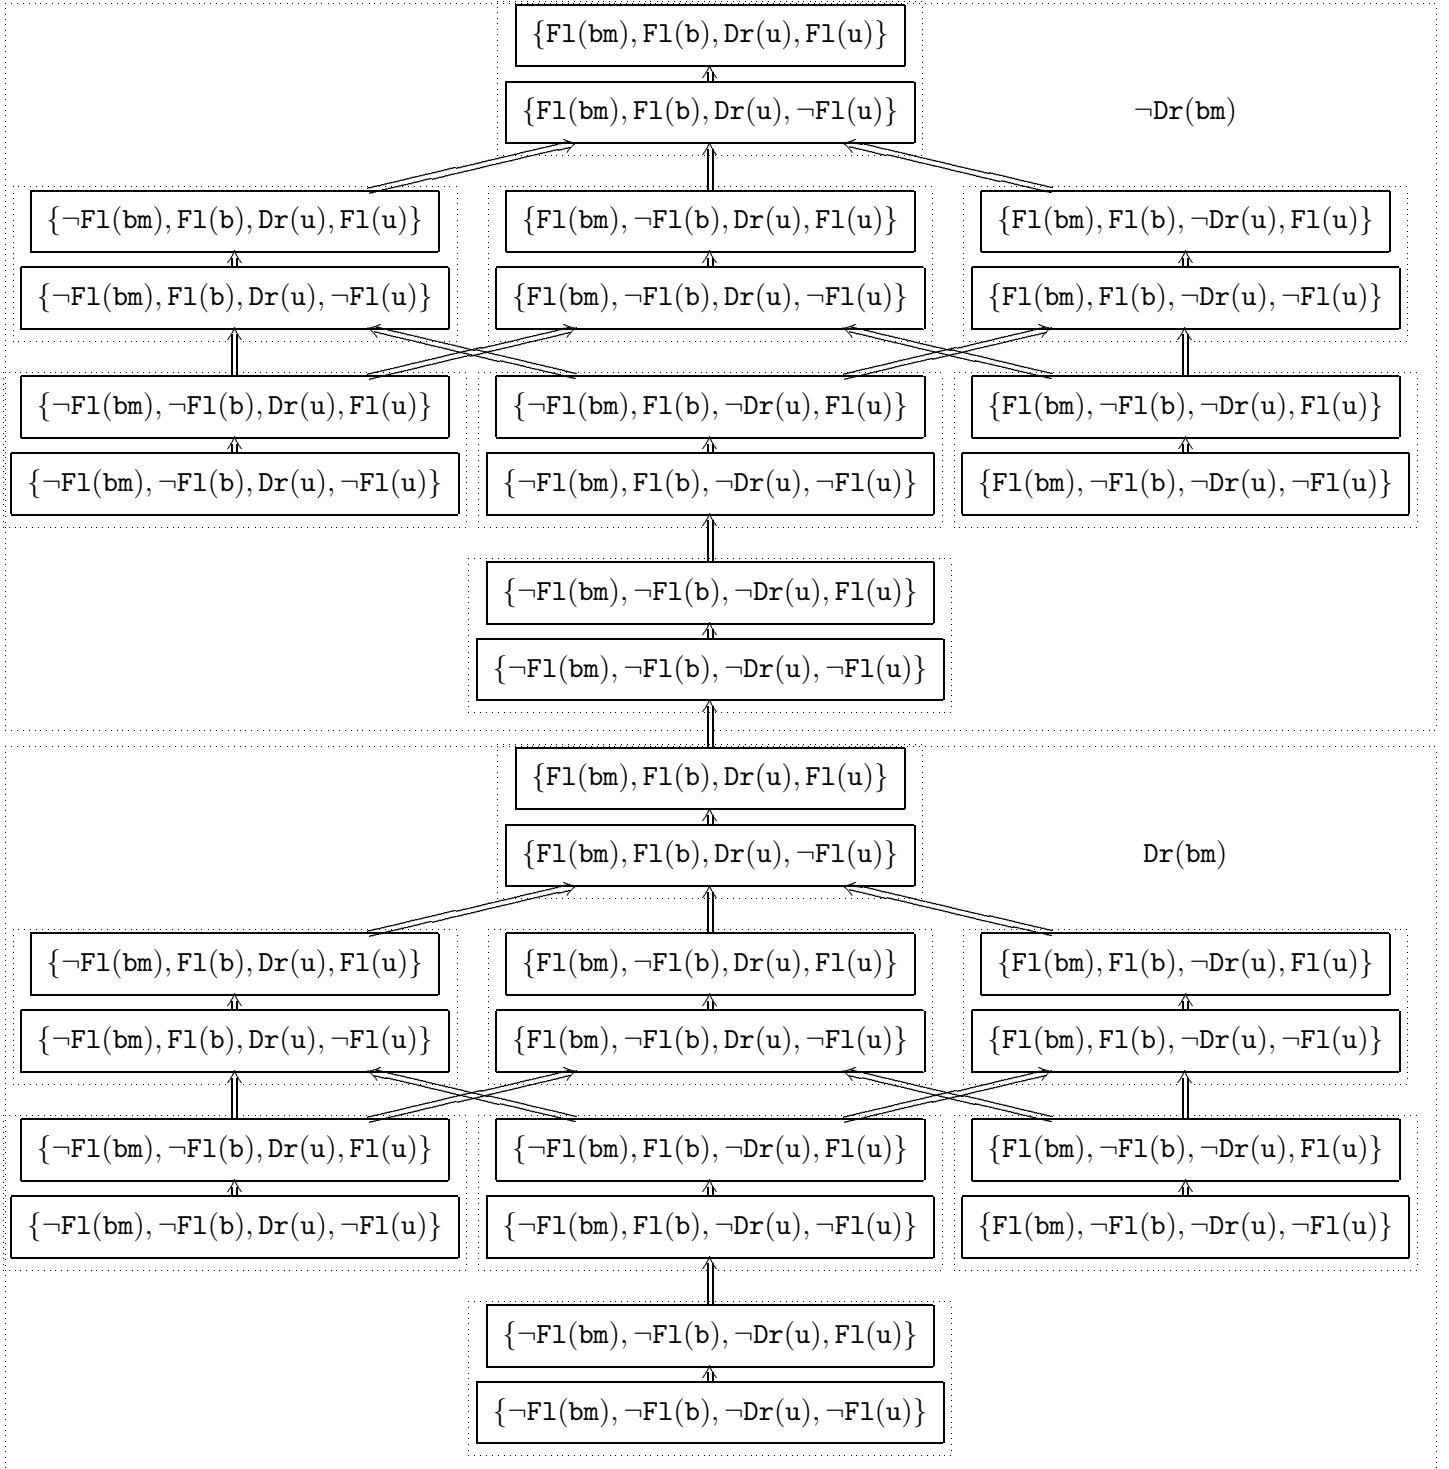 {Fl(bm), Fl(b), Dr(u), Fl(u)}
{Fl(bm), Fl(b), Dr(u), ¬Fl(u)} ¬Dr(bm)
{¬Fl(bm), Fl(b), Dr(u), Fl(u)} {Fl(bm), ¬Fl(b), Dr(u), Fl(u)} {Fl(bm), Fl(b), ¬Dr(u), Fl(u)}
{¬Fl(bm), Fl(b), Dr(u), ¬Fl(u)} {Fl(bm), ¬Fl(b), Dr(u), ¬Fl(u)} {Fl(bm), Fl(b), ¬Dr(u), ¬Fl(u)}
{¬Fl(bm), ¬Fl(b), Dr(u), Fl(u)} {¬Fl(bm), Fl(b), ¬Dr(u), Fl(u)} {Fl(bm), ¬Fl(b), ¬Dr(u), Fl(u)}
{¬Fl(bm), ¬Fl(b), Dr(u), ¬Fl(u)} {¬Fl(bm), Fl(b), ¬Dr(u), ¬Fl(u)} {Fl(bm), ¬Fl(b), ¬Dr(u), ¬Fl(u)}
{¬Fl(bm), ¬Fl(b), ¬Dr(u), Fl(u)}
{¬Fl(bm), ¬Fl(b), ¬Dr(u), ¬Fl(u)}
{Fl(bm), Fl(b), Dr(u), Fl(u)}
{Fl(bm), Fl(b), Dr(u), ¬Fl(u)} Dr(bm)
{¬Fl(bm), Fl(b), Dr(u), Fl(u)} {Fl(bm), ¬Fl(b), Dr(u), Fl(u)} {Fl(bm), Fl(b), ¬Dr(u), Fl(u)}
{¬Fl(bm), Fl(b), Dr(u), ¬Fl(u)} {Fl(bm), ¬Fl(b), Dr(u), ¬Fl(u)} {Fl(bm), Fl(b), ¬Dr(u), ¬Fl(u)}
{¬Fl(bm), ¬Fl(b), Dr(u), Fl(u)} {¬Fl(bm), Fl(b), ¬Dr(u), Fl(u)} {Fl(bm), ¬Fl(b), ¬Dr(u), Fl(u)}
{¬Fl(bm), ¬Fl(b), Dr(u), ¬Fl(u)} {¬Fl(bm), Fl(b), ¬Dr(u), ¬Fl(u)} {Fl(bm), ¬Fl(b), ¬Dr(u), ¬Fl(u)}
{¬Fl(bm), ¬Fl(b), ¬Dr(u), Fl(u)}
{¬Fl(bm), ¬Fl(b), ¬Dr(u), ¬Fl(u)}